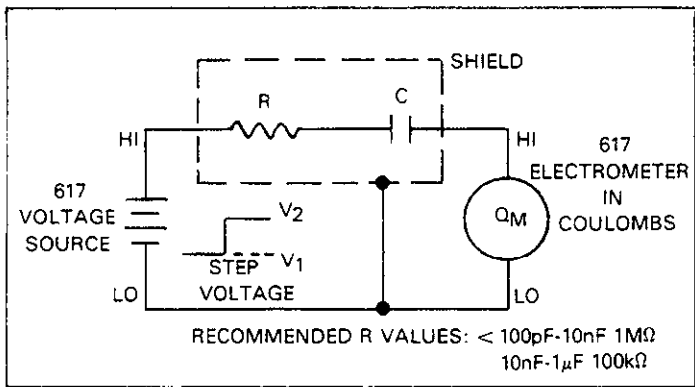 SHIELD
R
C
HI
HI
617
VOLTAGE
SOURCE
617
ELECTROMETER
IN
COULOMBS
QM
V2
V1
STEP
VOLTAGE
LO
LO
RECOMMENDED R VALUES: < 100pF-10nF 1MΩ
10nF-1μF 100kΩ